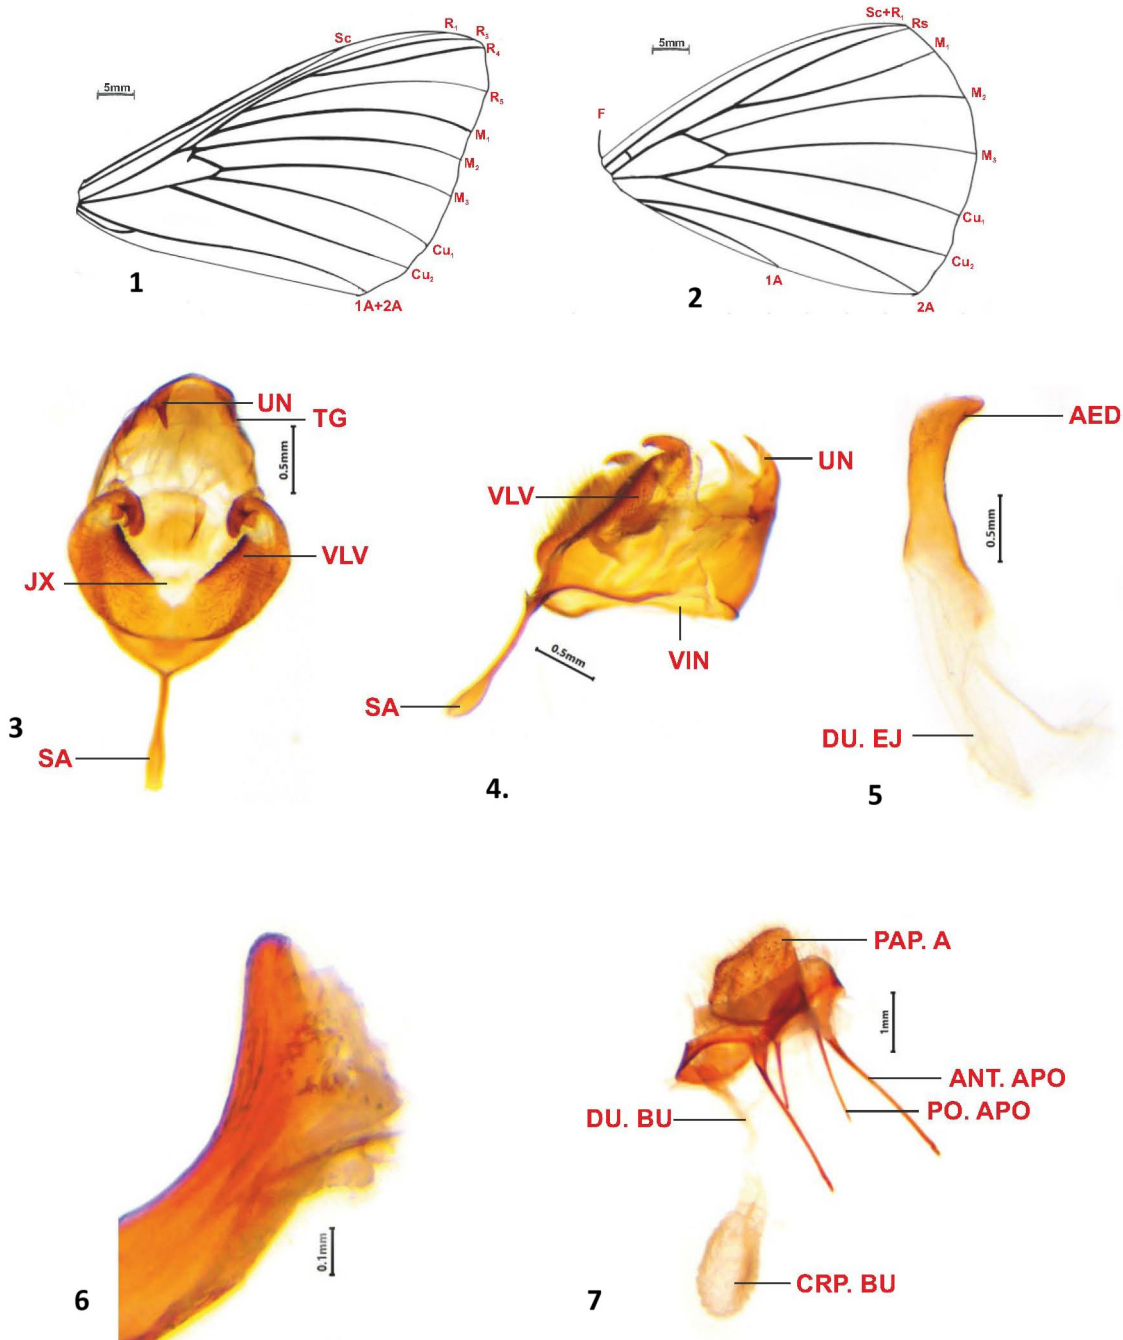 Sc
R₁
R₃
R₄
R₅
M₁
M₂
M₃
Cu₁
Cu₂
1A+2A
5mm
1
Sc+R₁
Rs
M₁
M₂
M₃
Cu₁
Cu₂
2A
1A
F
5mm
2
UN
TG
0.5mm
VLV
JX
SA
3
VLV
UN
VIN
0.5mm
SA
4.
AED
0.5mm
DU. EJ
5
0.1mm
6
PAP. A
1mm
ANT. APO
PO. APO
DU. BU
CRP. BU
7